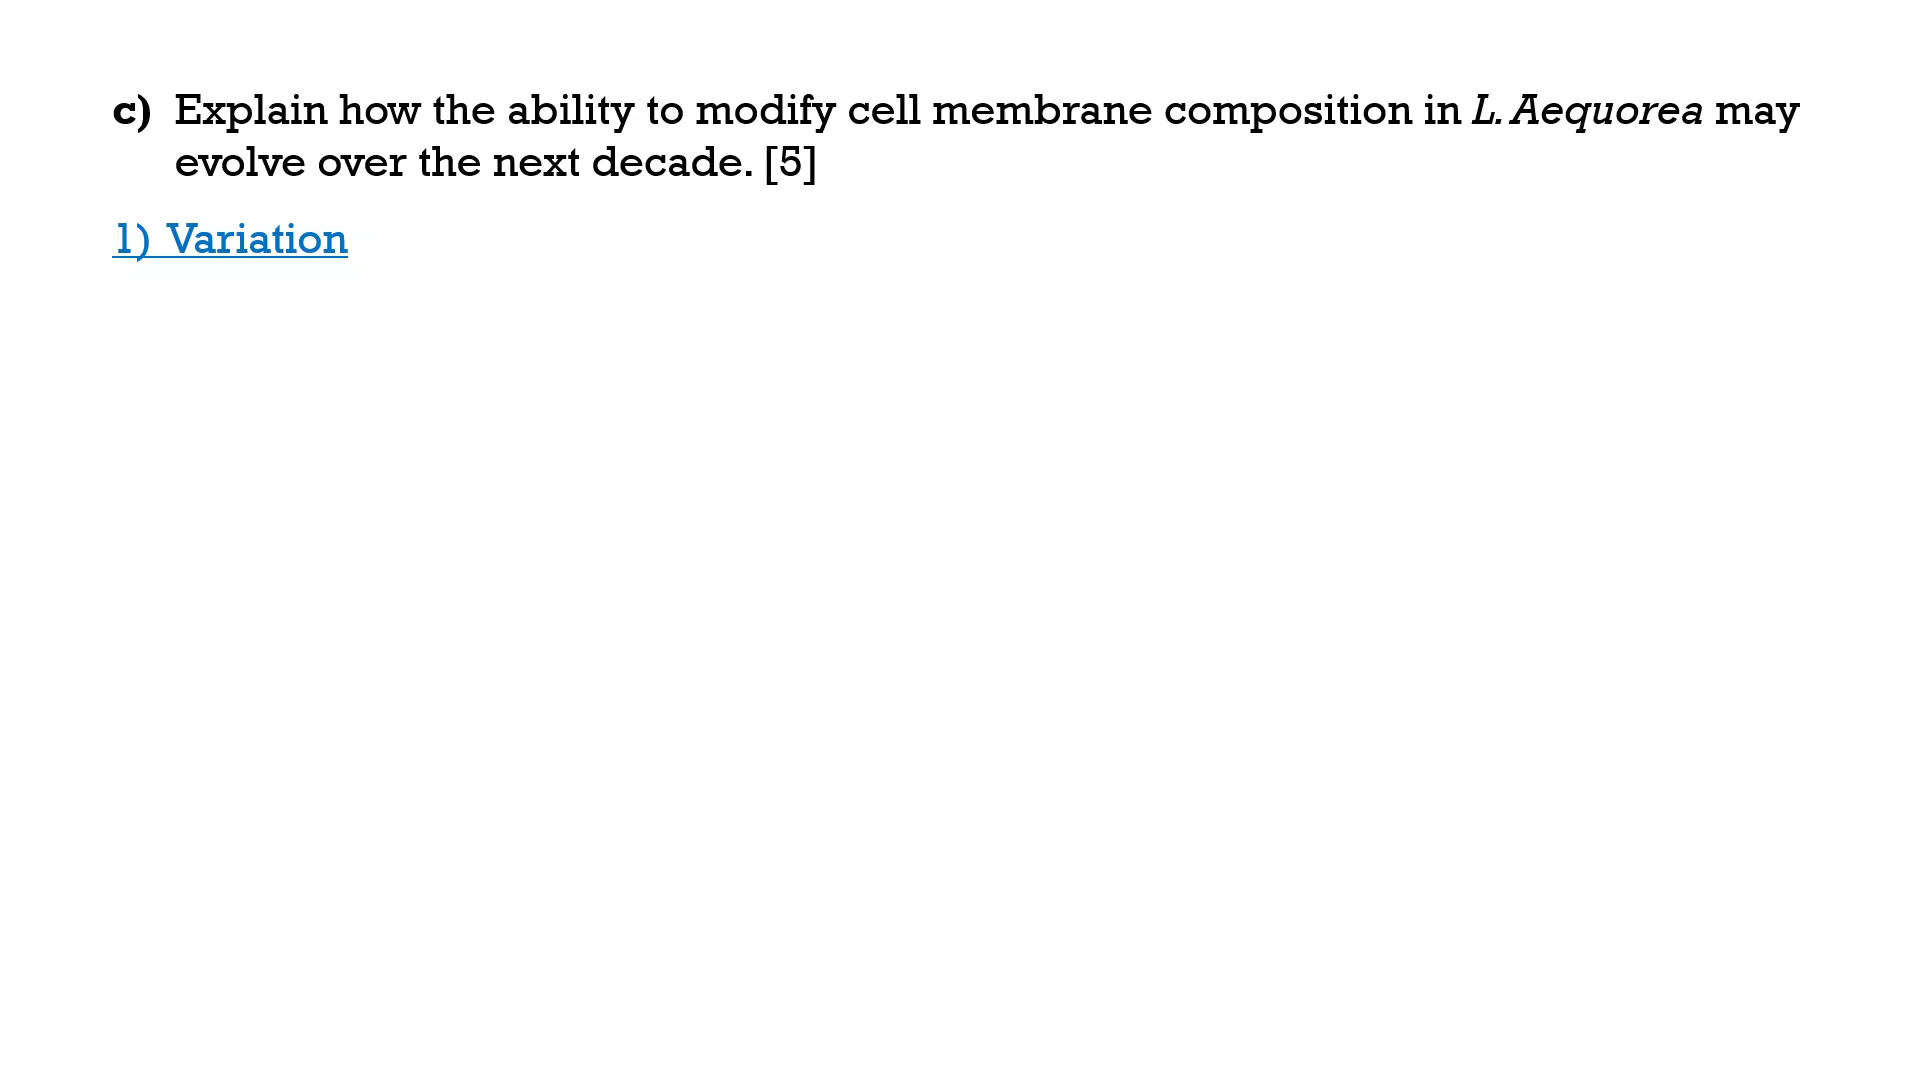 c) Explain how the ability to modify cell membrane composition in L. Aequorea may
evolve over the next decade. [5]
1) Variation